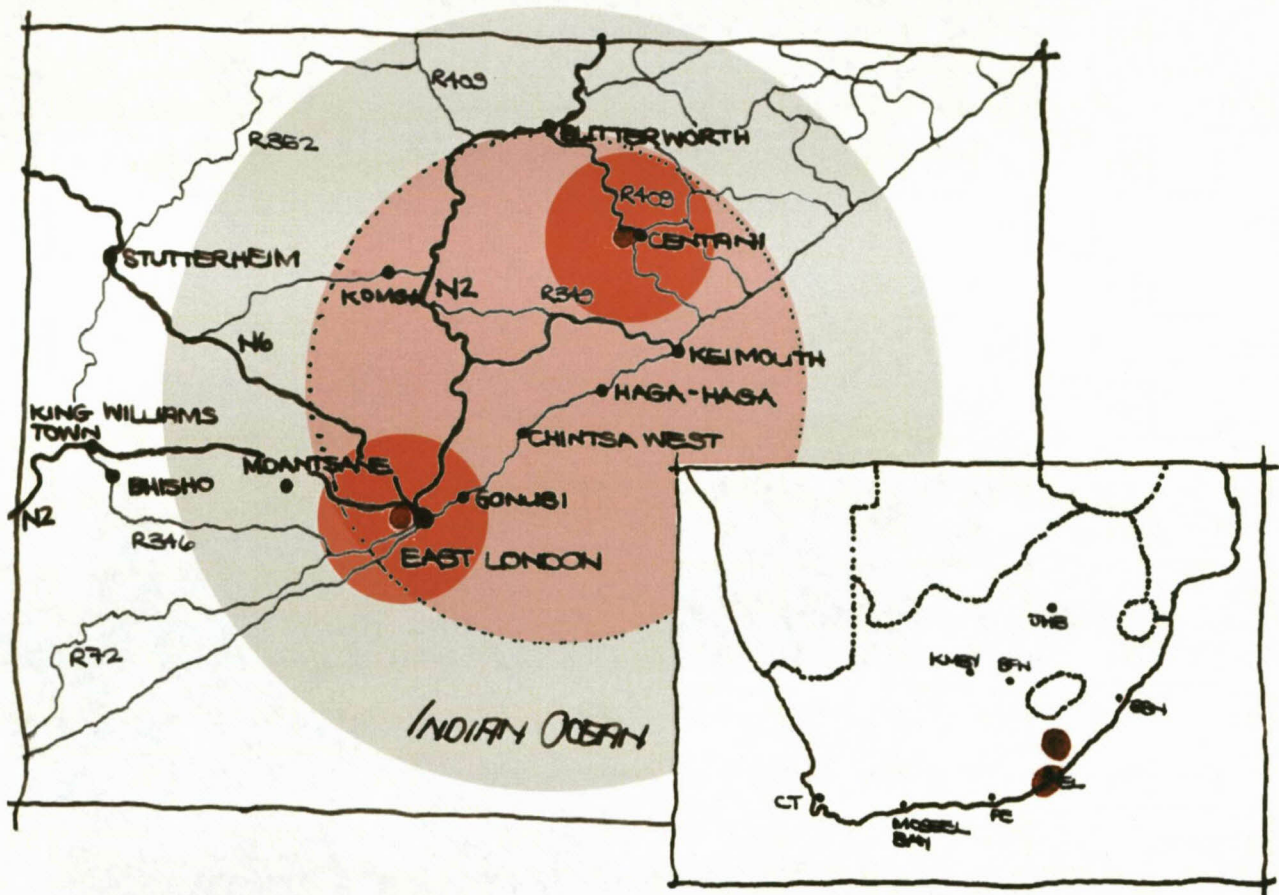 R409
BUTTERWORTH
R352
R409
CENTANI
STUTTERHEIM
KOMGA
N2
R349
N6
KEI MOUTH
HAGA-HAGA
KING WILLIAMS
TOWN
CHINTSA WEST
MDANTSANE
BHISHO
GONUBI
N2
R346
EAST LONDON
R72
INDIAN OCEAN
JHB
KMBY
BFN
DBN
EL
CT
MOSSEL
BAY
PE